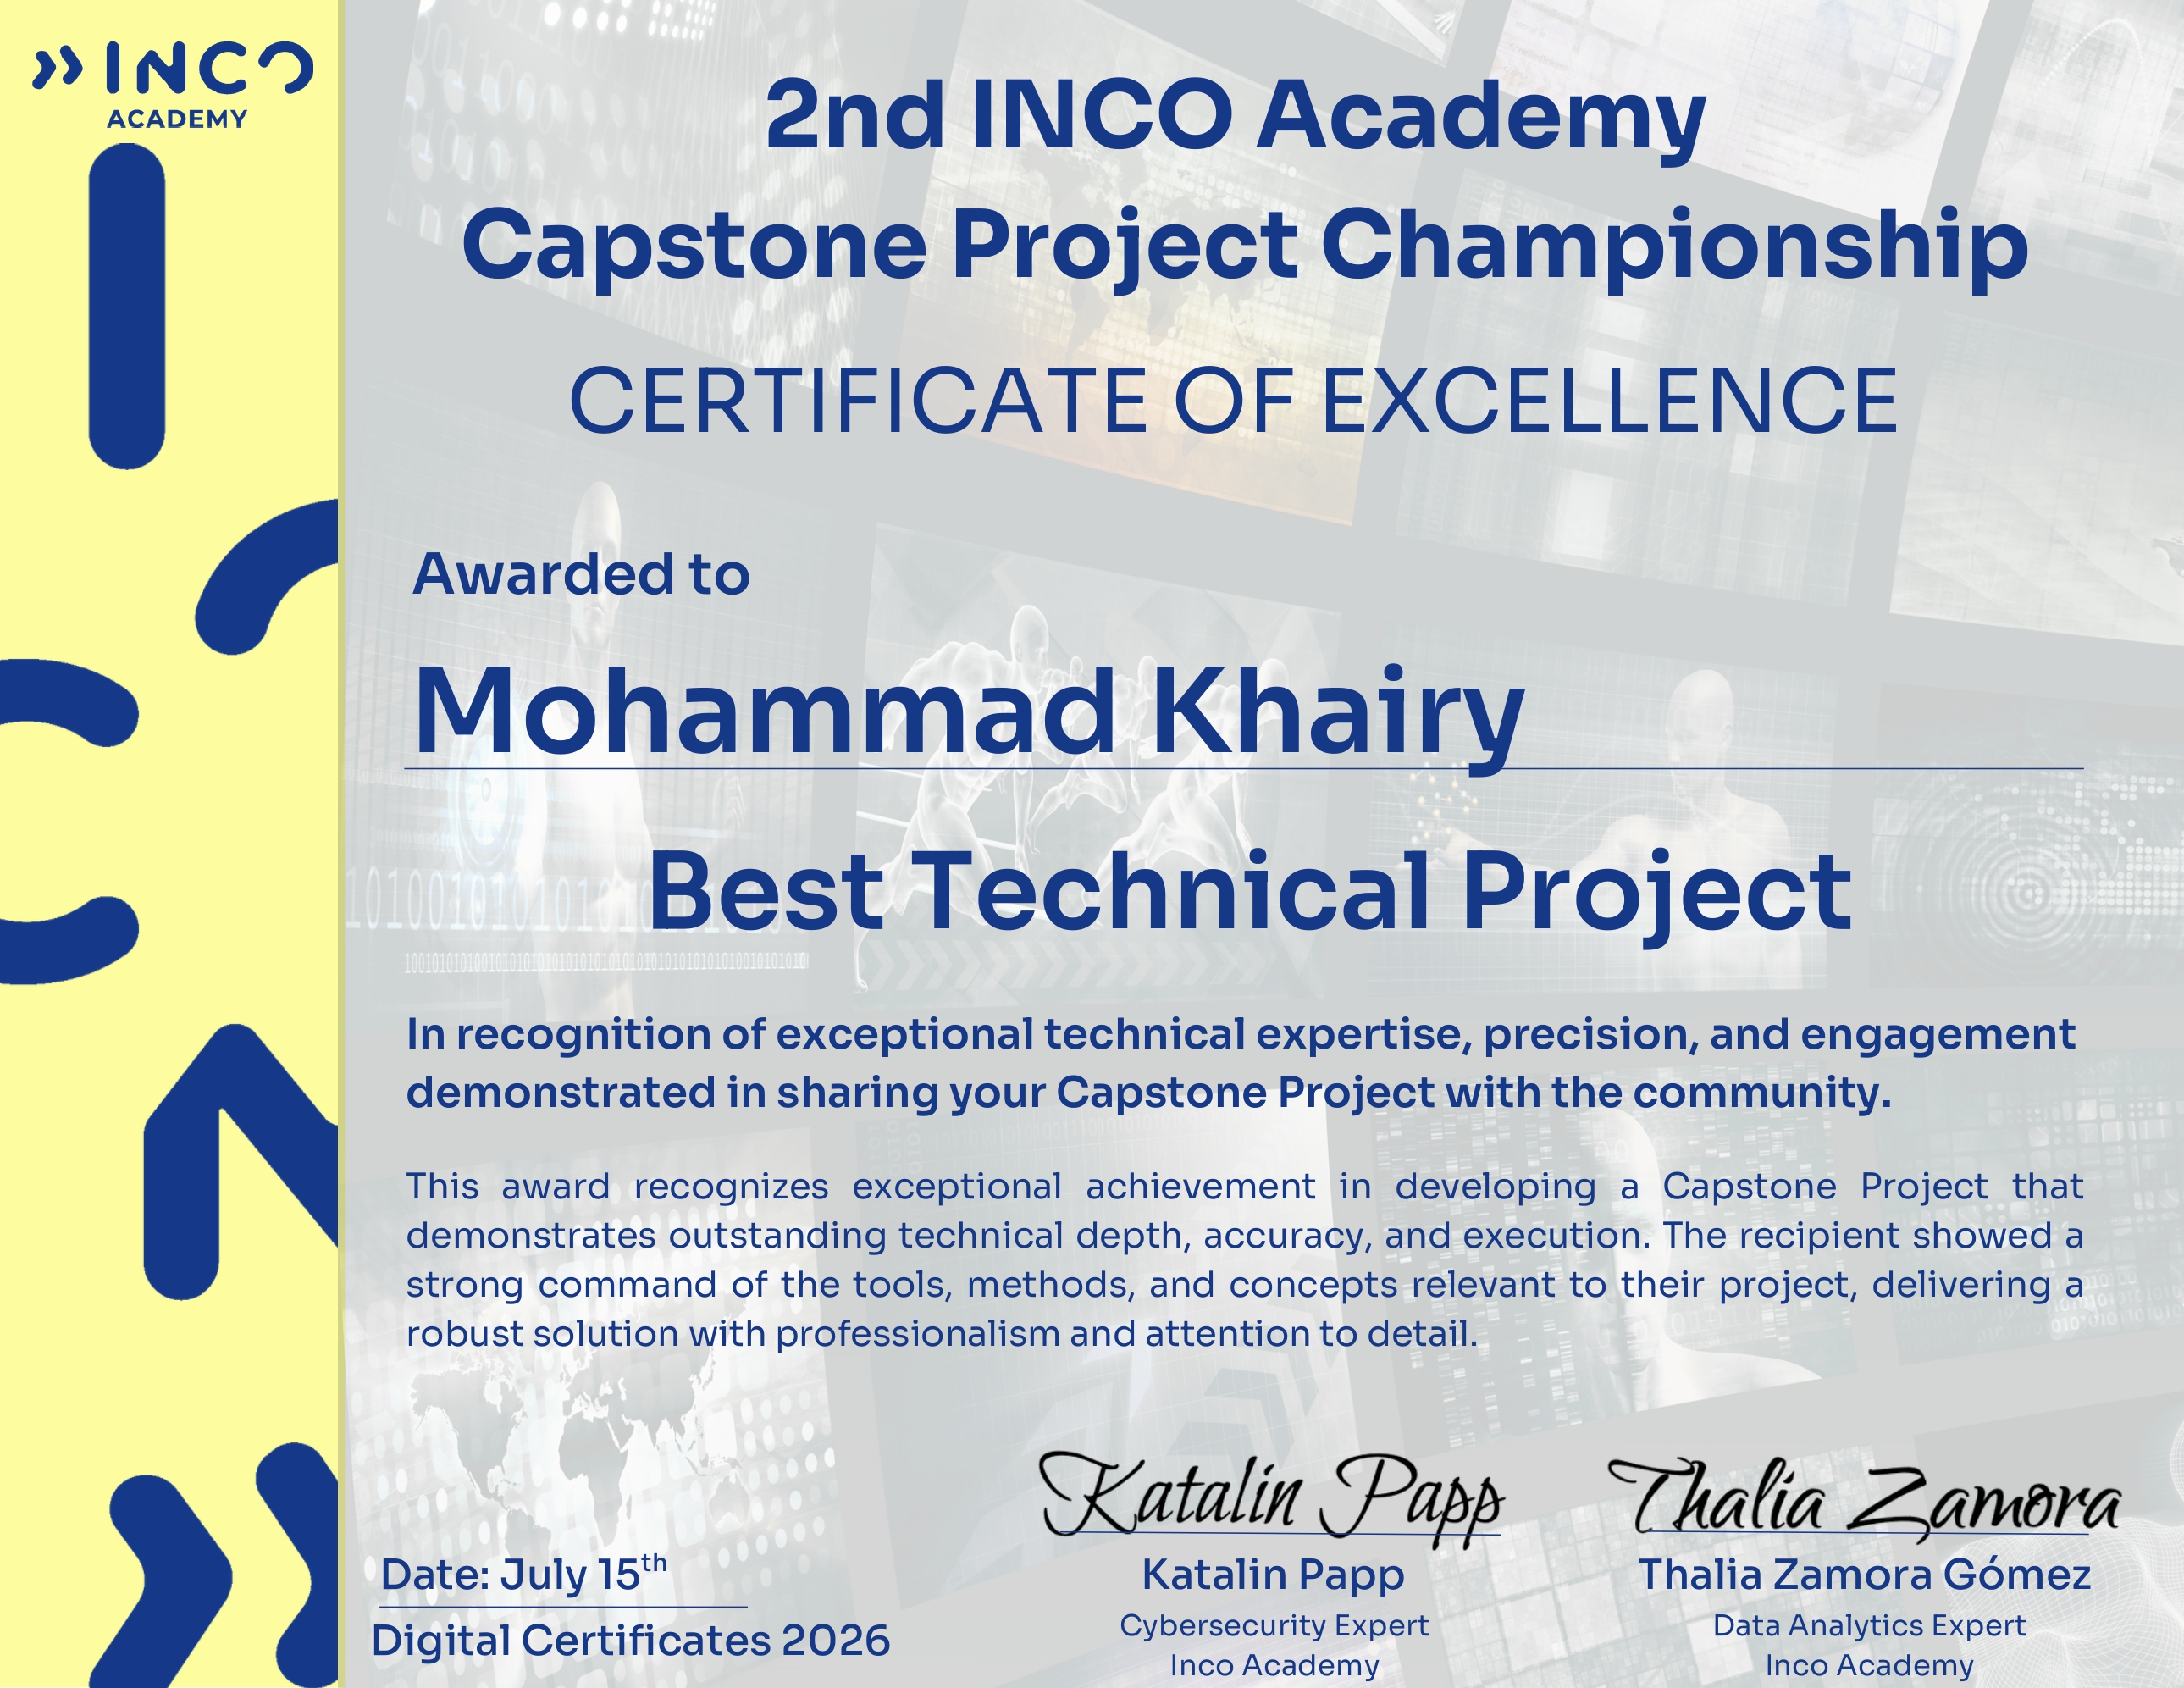 INCO
ACADEMY
2nd INCO Academy
Capstone Project Championship
CERTIFICATE OF EXCELLENCE
Awarded to
Mohammad Khairy
Best Technical Project
In recognition of exceptional technical expertise, precision, and engagement
demonstrated in sharing your Capstone Project with the community.
This award recognizes exceptional achievement in developing a Capstone Project that
demonstrates outstanding technical depth, accuracy, and execution. The recipient showed a
strong command of the tools, methods, and concepts relevant to their project, delivering a
robust solution with professionalism and attention to detail.
Katalin Papp
Thalia Zamora
Date: July 15th
Digital Certificates 2026
Katalin Papp
Cybersecurity Expert
Inco Academy
Thalia Zamora Gómez
Data Analytics Expert
Inco Academy